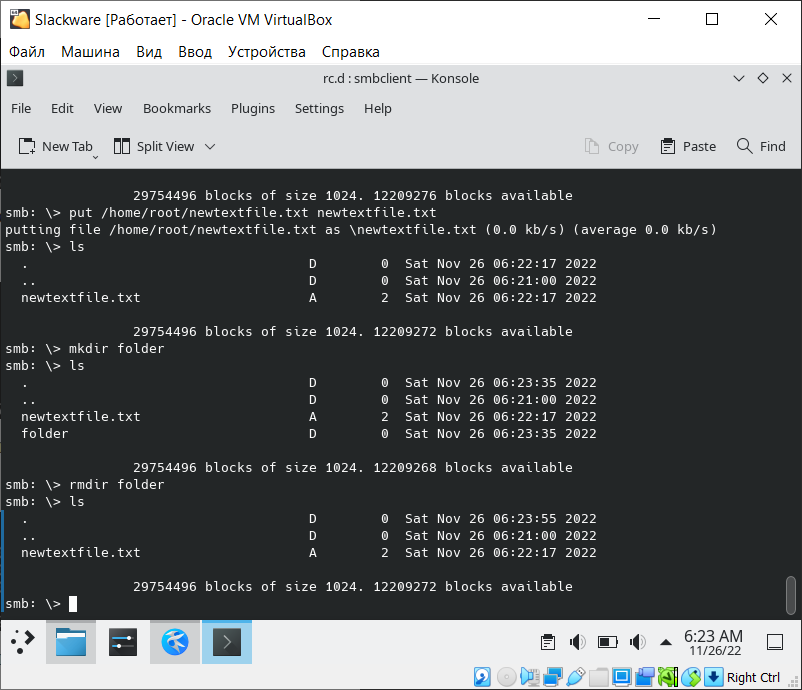 Slackware [Работает] - Oracle VM VirtualBox
Файл Машина Вид Ввод Устройства Справка
rc.d : smbclient — Konsole
File Edit View Bookmarks Plugins Settings Help
New Tab Split View Copy Paste Find
29754496 blocks of size 1024. 12209276 blocks available
smb: \> put /home/root/newtextfile.txt newtextfile.txt
putting file /home/root/newtextfile.txt as \newtextfile.txt (0.0 kb/s) (average 0.0 kb/s)
smb: \> ls
. D 0 Sat Nov 26 06:22:17 2022
.. D 0 Sat Nov 26 06:21:00 2022
newtextfile.txt A 2 Sat Nov 26 06:22:17 2022
29754496 blocks of size 1024. 12209272 blocks available
smb: \> mkdir folder
smb: \> ls
. D 0 Sat Nov 26 06:23:35 2022
.. D 0 Sat Nov 26 06:21:00 2022
newtextfile.txt A 2 Sat Nov 26 06:22:17 2022
folder D 0 Sat Nov 26 06:23:35 2022
29754496 blocks of size 1024. 12209268 blocks available
smb: \> rmdir folder
smb: \> ls
. D 0 Sat Nov 26 06:23:55 2022
.. D 0 Sat Nov 26 06:21:00 2022
newtextfile.txt A 2 Sat Nov 26 06:22:17 2022
29754496 blocks of size 1024. 12209272 blocks available
smb: \>
6:23 AM
11/26/22
Right Ctrl